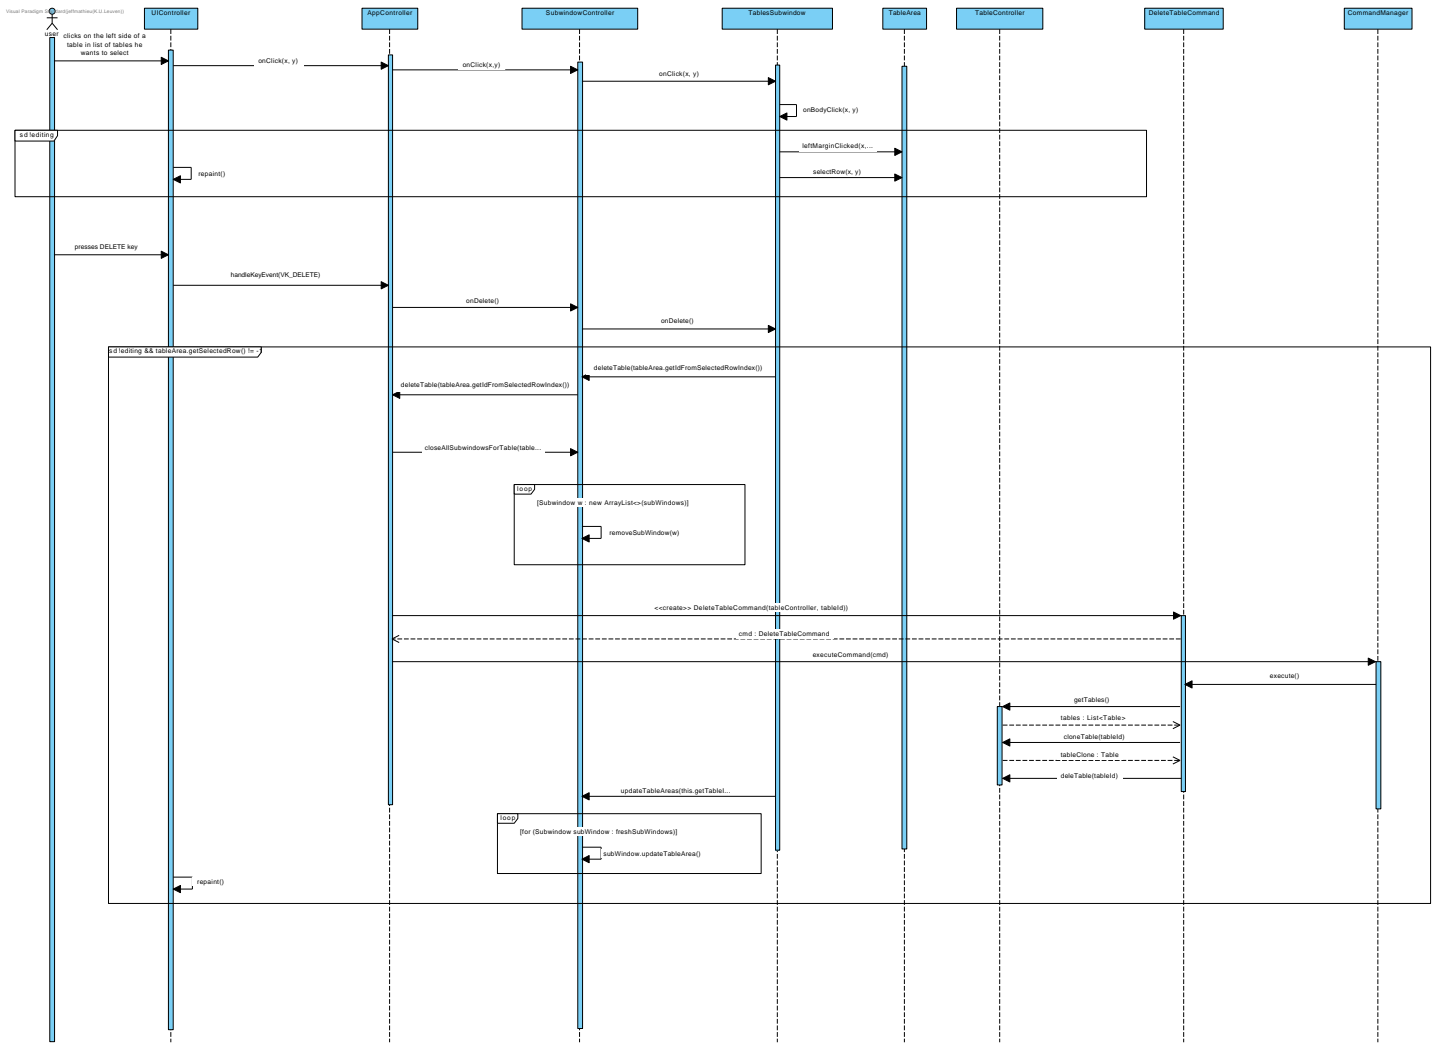 UIController
AppController
SubwindowController
TablesSubwindow
TableArea
TableController
DeleteTableCommand
CommandManager
user
clicks on the left side of a
table in list of tables he
wants to select
onClick(x, y)
onClick(x,y)
onClick(x, y)
onBodyClick(x, y)
sd !editing
leftMarginClicked(x,...
repaint()
selectRow(x, y)
presses DELETE key
handleKeyEvent(VK_DELETE)
onDelete()
onDelete()
sd !editing && tableArea.getSelectedRow() != -1
deleteTable(tableArea.getIdFromSelectedRowIndex())
deleteTable(tableArea.getIdFromSelectedRowIndex())
closeAllSubwindowsForTable(table...
loop
[Subwindow w : new ArrayList<>(subWindows)]
removeSubWindow(w)
<<create>> DeleteTableCommand(tableController, tableId))
cmd : DeleteTableCommand
executeCommand(cmd)
execute()
getTables()
tables : List<Table>
cloneTable(tableId)
tableClone : Table
deleTable(tableId)
updateTableAreas(this.getTableI...
loop
[for (Subwindow subWindow : freshSubWindows)]
subWindow.updateTableArea()
repaint()